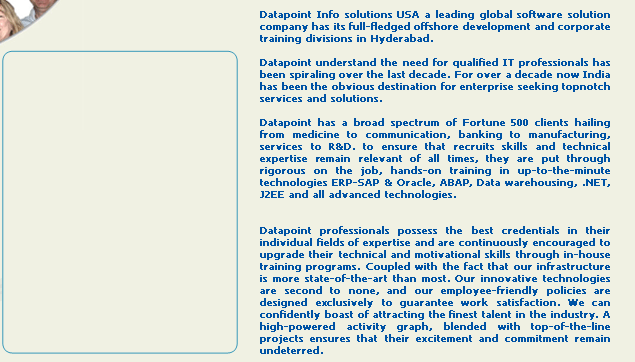 Datapoint Info solutions USA a leading global software solution
company has its full-fledged offshore development and corporate
training divisions in Hyderabad.
Datapoint understand the need for qualified IT professionals has
been spiraling over the last decade. For over a decade now India
has been the obvious destination for enterprise seeking topnotch
services and solutions.
Datapoint has a broad spectrum of Fortune 500 clients hailing
from medicine to communication, banking to manufacturing,
services to R&D. to ensure that recruits skills and technical
expertise remain relevant of all times, they are put through
rigorous on the job, hands-on training in up-to-the-minute
technologies ERP-SAP & Oracle, ABAP, Data warehousing, .NET,
J2EE and all advanced technologies.
Datapoint professionals possess the best credentials in their
individual fields of expertise and are continuously encouraged to
upgrade their technical and motivational skills through in-house
training programs. Coupled with the fact that our infrastructure
is more state-of-the-art than most. Our innovative technologies
are second to none, and our employee-friendly policies are
designed exclusively to guarantee work satisfaction. We can
confidently boast of attracting the finest talent in the industry. A
high-powered activity graph, blended with top-of-the-line
projects ensures that their excitement and commitment remain
undeterred.